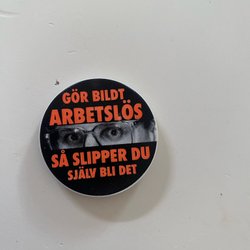 GÖR BILDT
ARBETSLÖS
SÅ SLIPPER DU
SJÄLV BLI DET